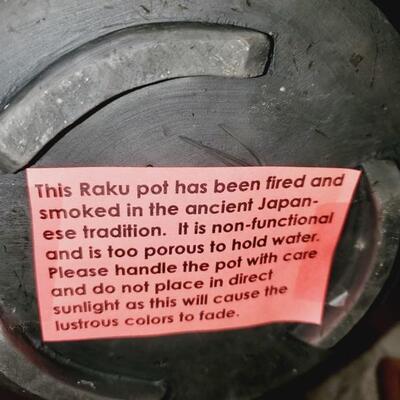 This Raku pot has been fired and
smoked in the ancient Japan-
ese tradition. It is non-functional
and is too porous to hold water.
Please handle the pot with care
and do not place in direct
sunlight as this will cause the
lustrous colors to fade.